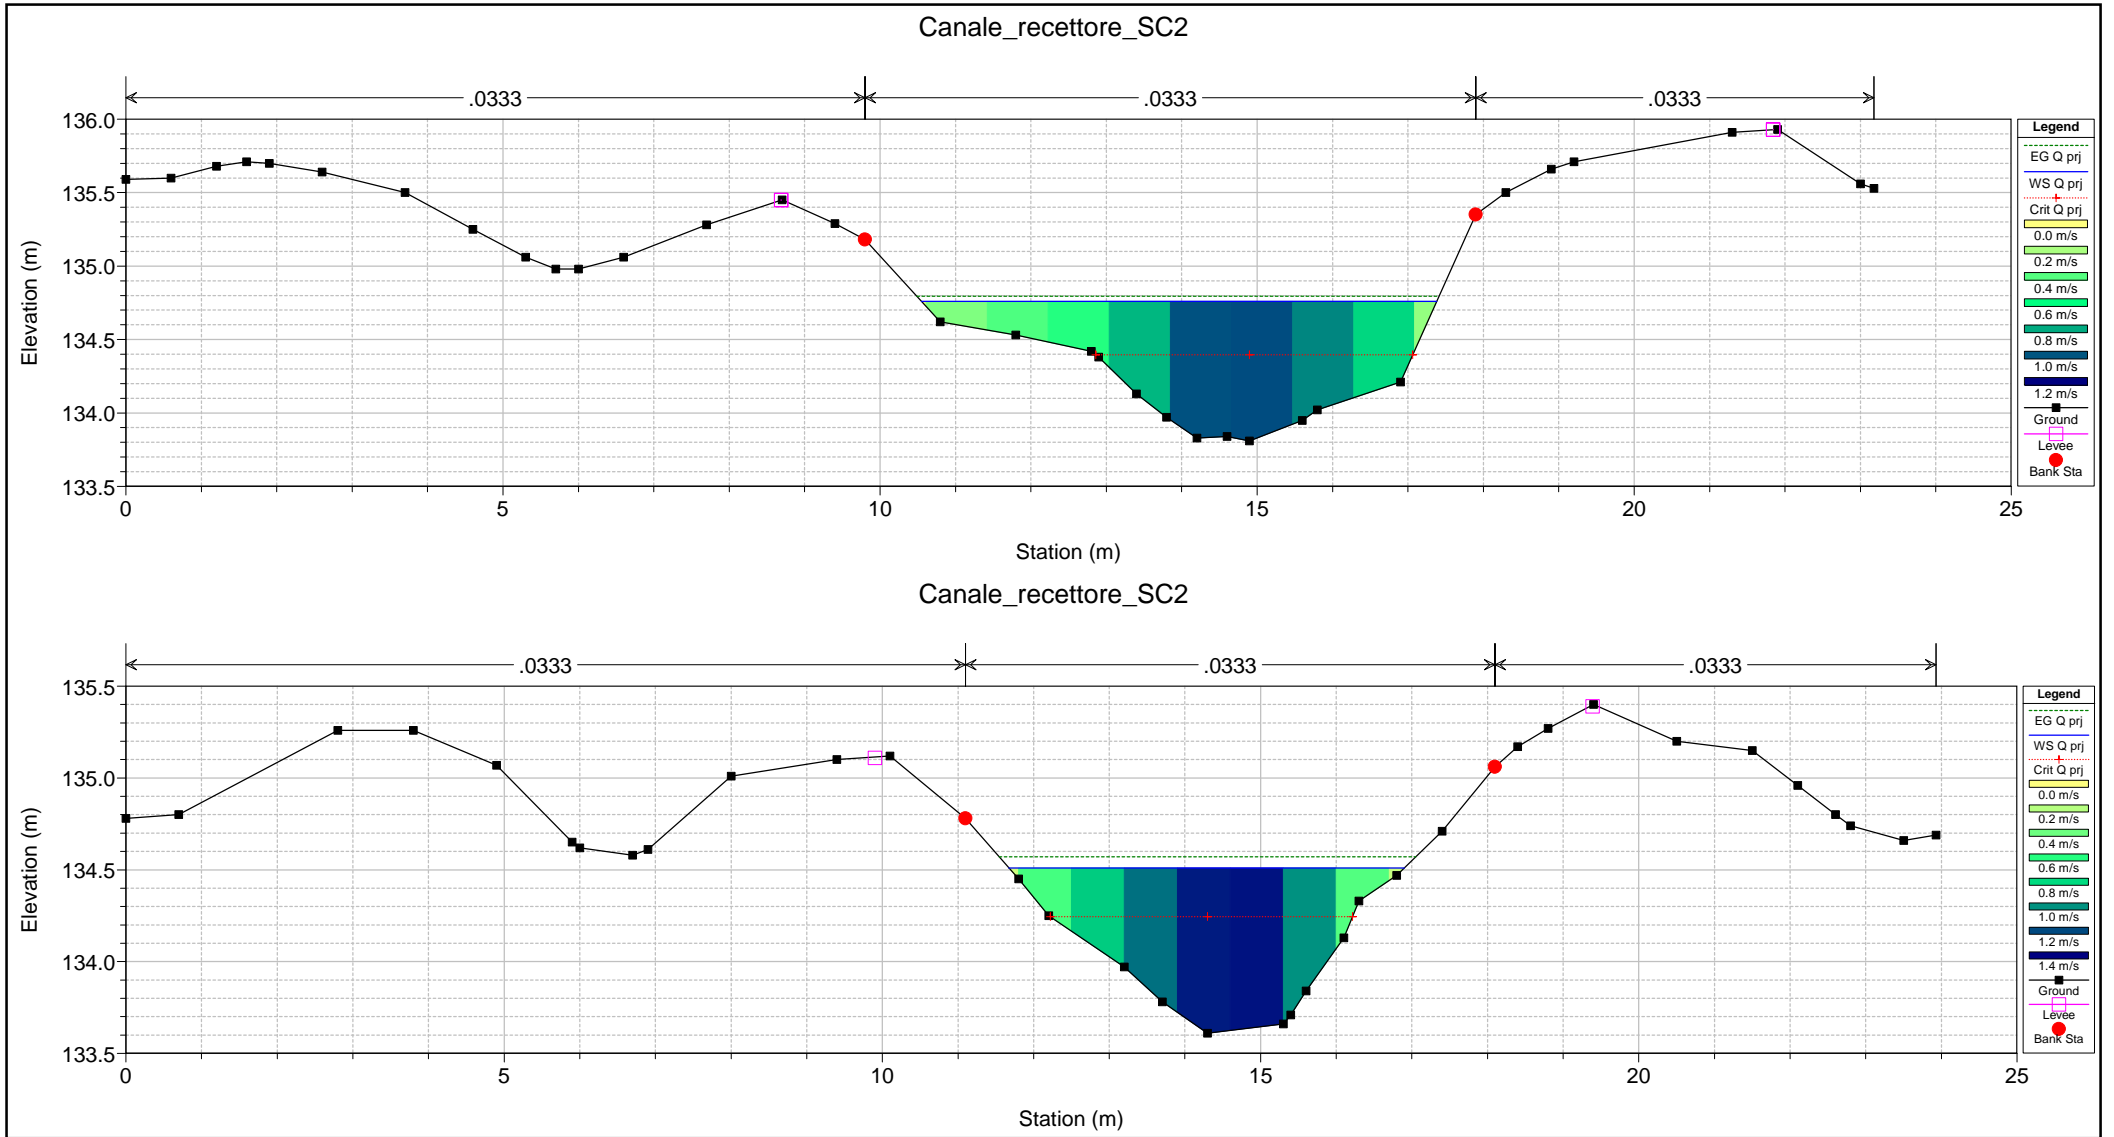 Canale_recettore_SC2
.0333 .0333 .0333
136.0
135.5
135.0
134.5
134.0
133.5
Elevation (m)
0 5 10 15 20 25
Station (m)
Legend
EG Q prj
WS Q prj
Crit Q prj
0.0 m/s
0.2 m/s
0.4 m/s
0.6 m/s
0.8 m/s
1.0 m/s
1.2 m/s
Ground
Levee
Bank Sta
Canale_recettore_SC2
.0333 .0333 .0333
135.5
135.0
134.5
134.0
133.5
Elevation (m)
0 5 10 15 20 25
Station (m)
Legend
EG Q prj
WS Q prj
Crit Q prj
0.0 m/s
0.2 m/s
0.4 m/s
0.6 m/s
0.8 m/s
1.0 m/s
1.2 m/s
1.4 m/s
Ground
Levee
Bank Sta